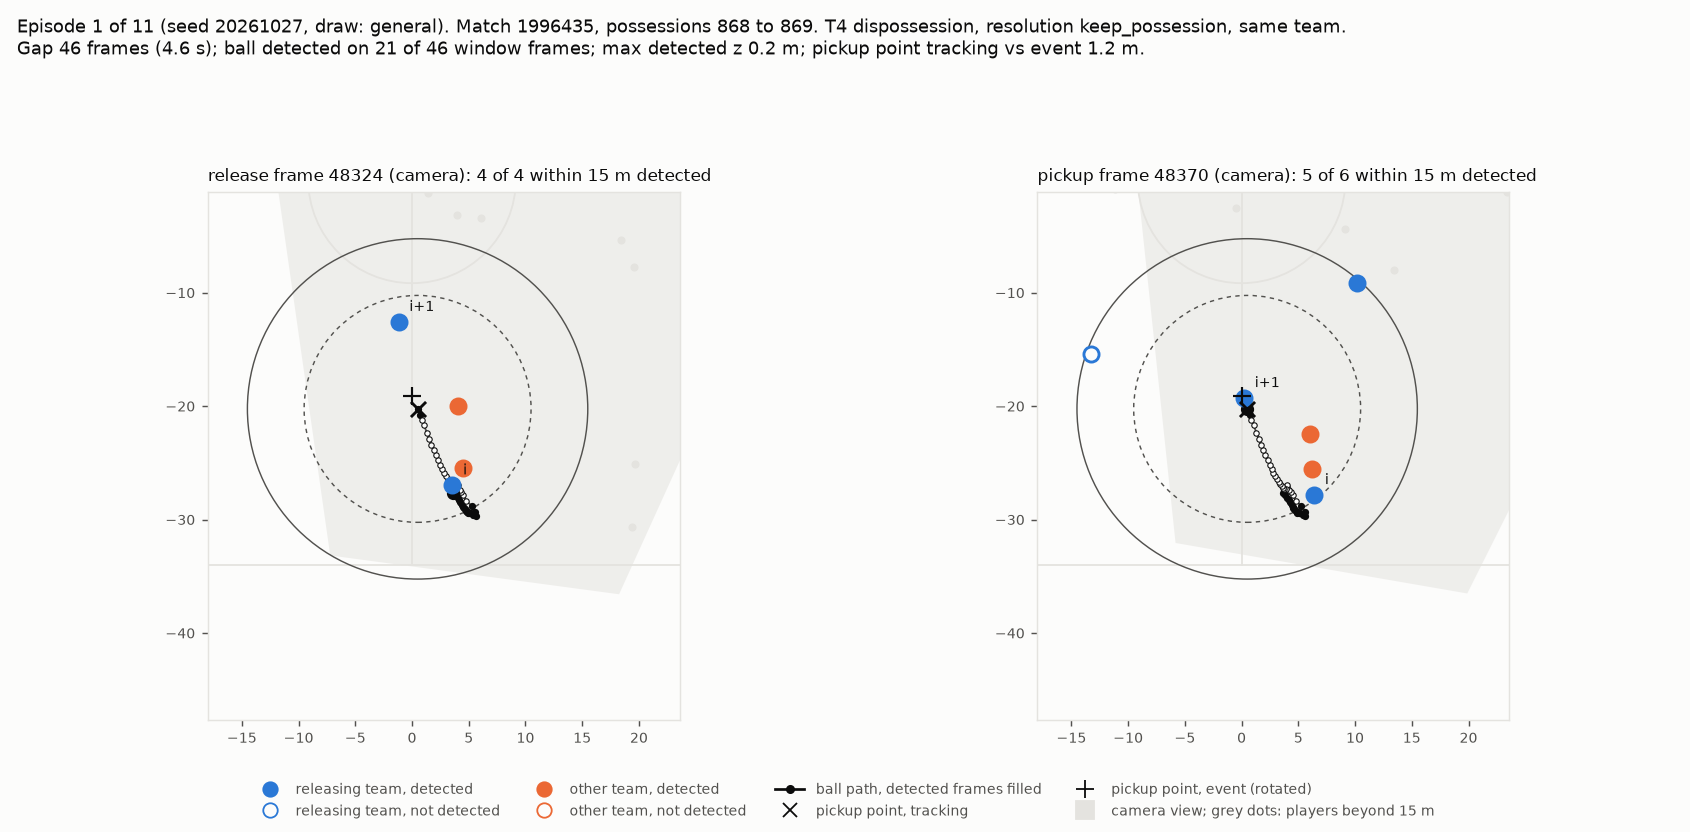 Episode 1 of 11 (seed 20261027, draw: general). Match 1996435, possessions 868 to 869. T4 dispossession, resolution keep_possession, same team.
Gap 46 frames (4.6 s); ball detected on 21 of 46 window frames; max detected z 0.2 m; pickup point tracking vs event 1.2 m.
release frame 48324 (camera): 4 of 4 within 15 m detected
pickup frame 48370 (camera): 5 of 6 within 15 m detected
−10
−20
−30
−40
−15 −10 −5 0 5 10 15 20
i+1
i
−10
−20
−30
−40
−15 −10 −5 0 5 10 15 20
i+1
i
releasing team, detected
other team, detected
ball path, detected frames filled
pickup point, event (rotated)
releasing team, not detected
other team, not detected
pickup point, tracking
camera view; grey dots: players beyond 15 m